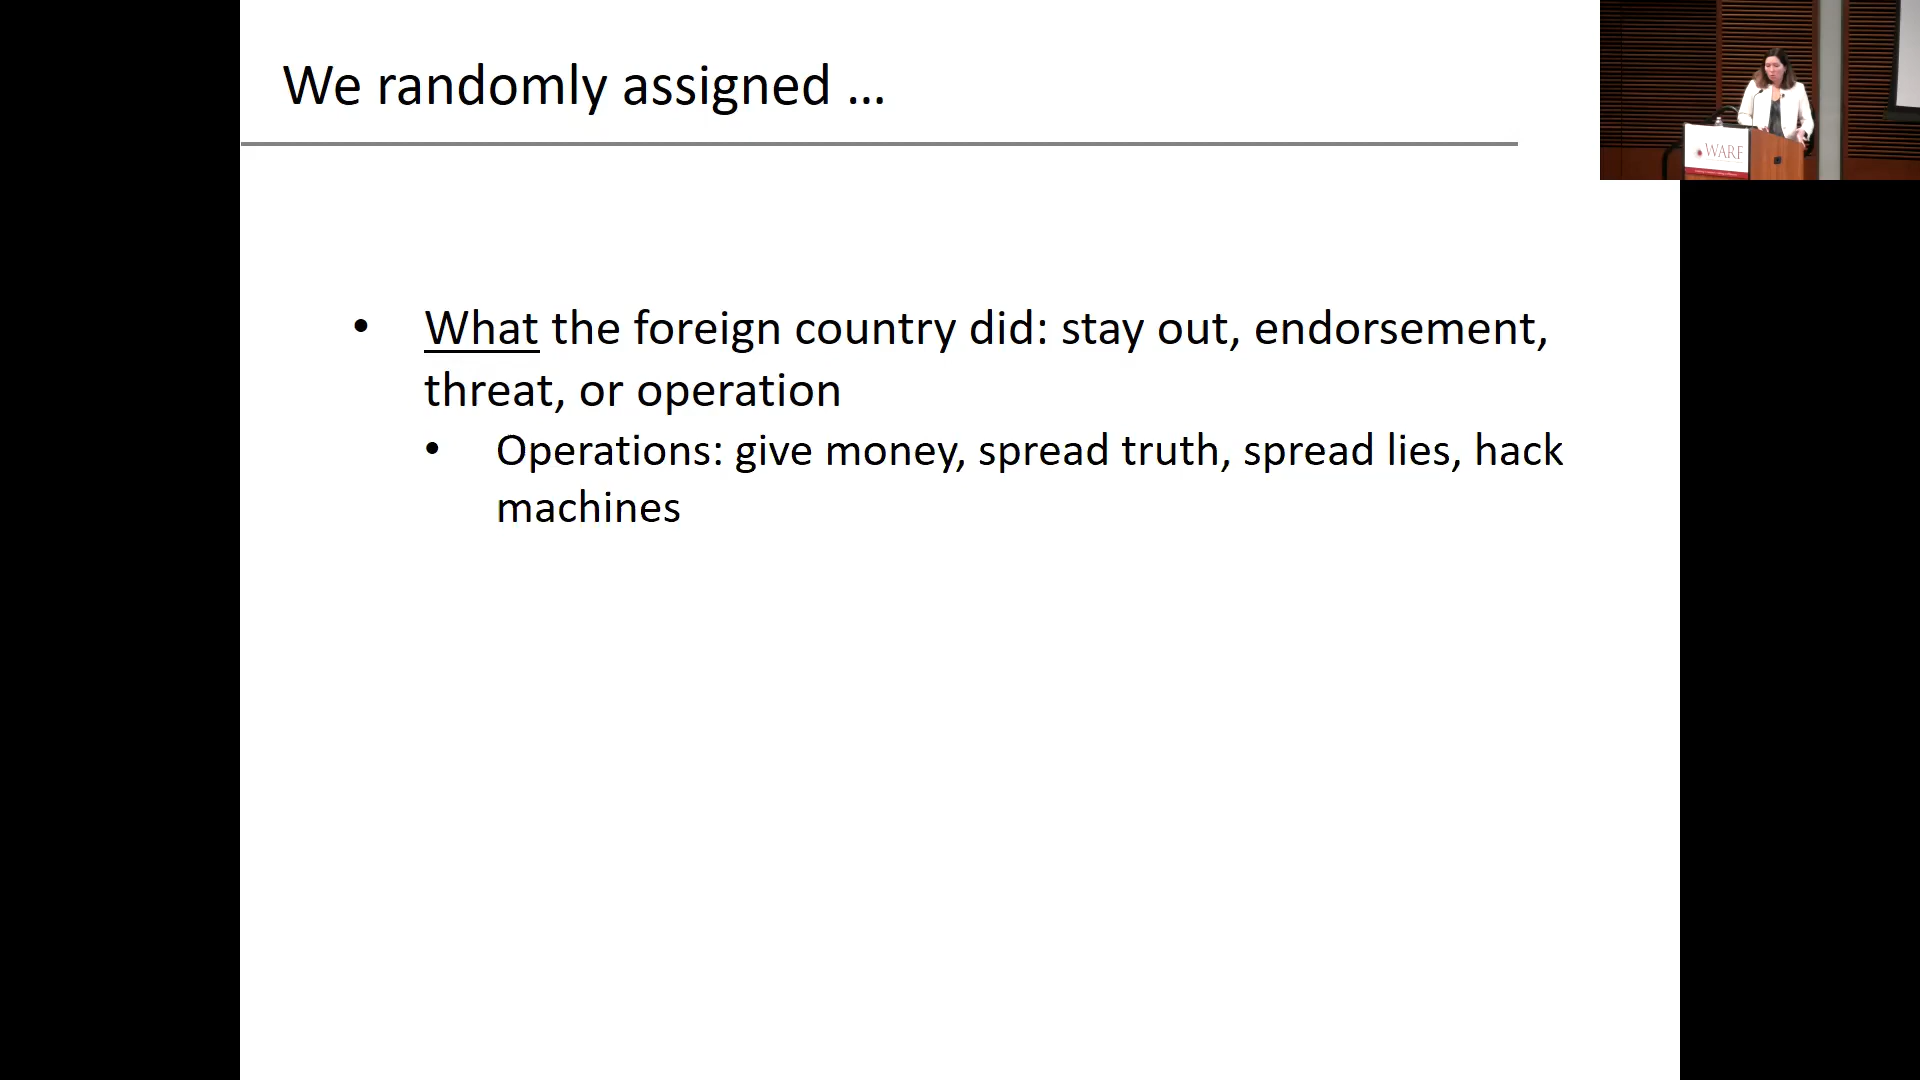 We randomly assigned ...
• What the foreign country did: stay out, endorsement,
threat, or operation
• Operations: give money, spread truth, spread lies, hack
machines
WARF